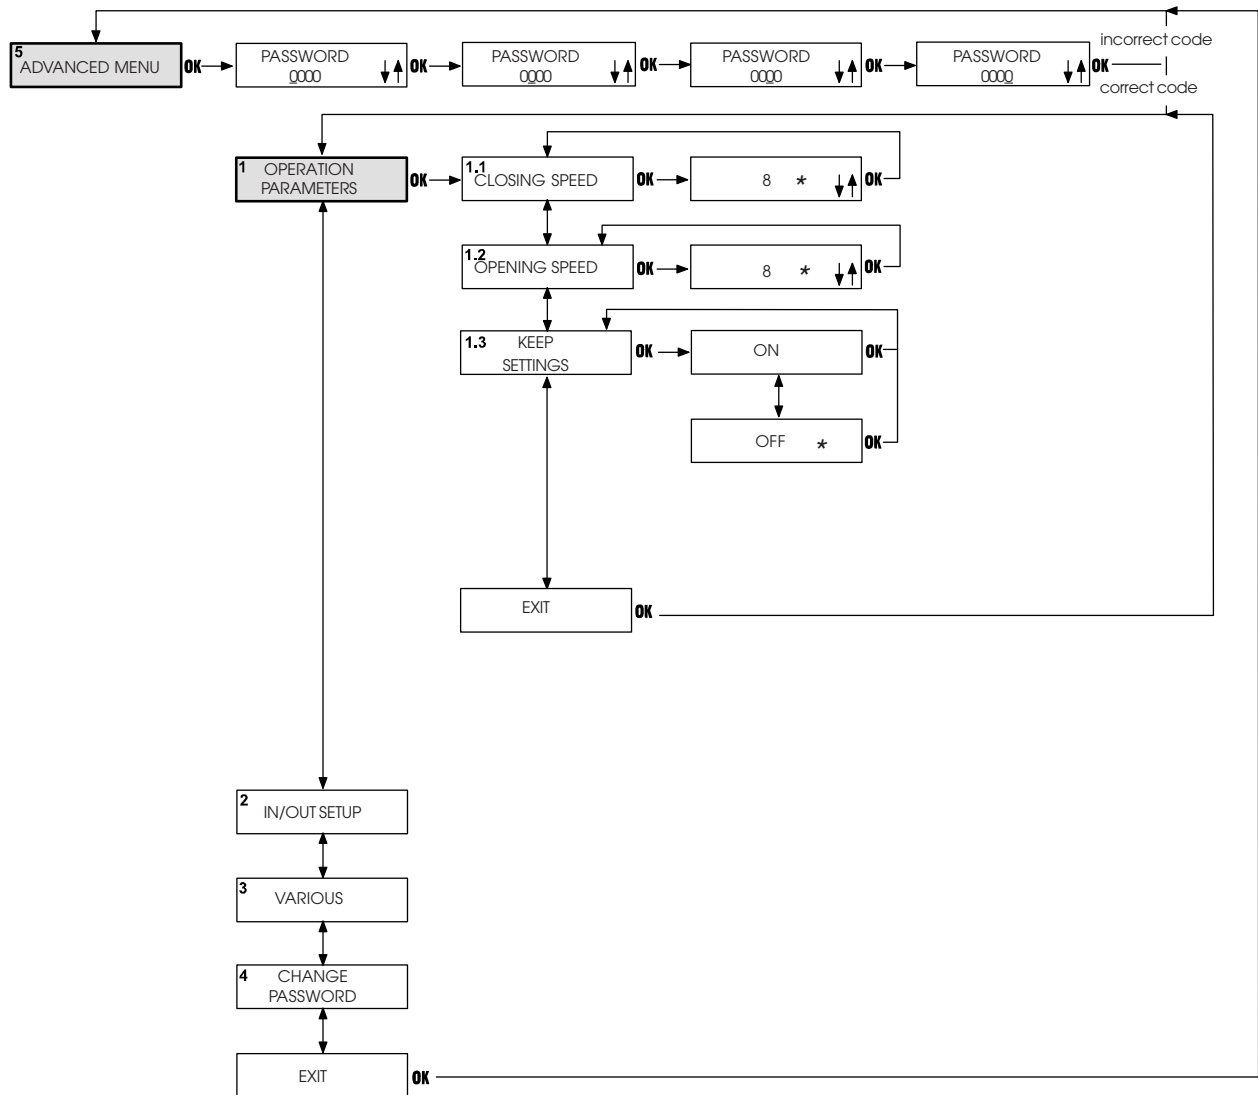 5
ADVANCED MENU
OK
PASSWORD
0000
OK
PASSWORD
0000
OK
PASSWORD
0000
OK
PASSWORD
0000
OK
incorrect code
correct code
1
OPERATION
PARAMETERS
OK
1.1
CLOSING SPEED
OK
8 *
OK
1.2
OPENING SPEED
OK
8 *
OK
1.3 KEEP
SETTINGS
OK
ON
OK
OFF *
OK
EXIT
OK
2
IN/OUT SETUP
3
VARIOUS
4
CHANGE
PASSWORD
EXIT
OK